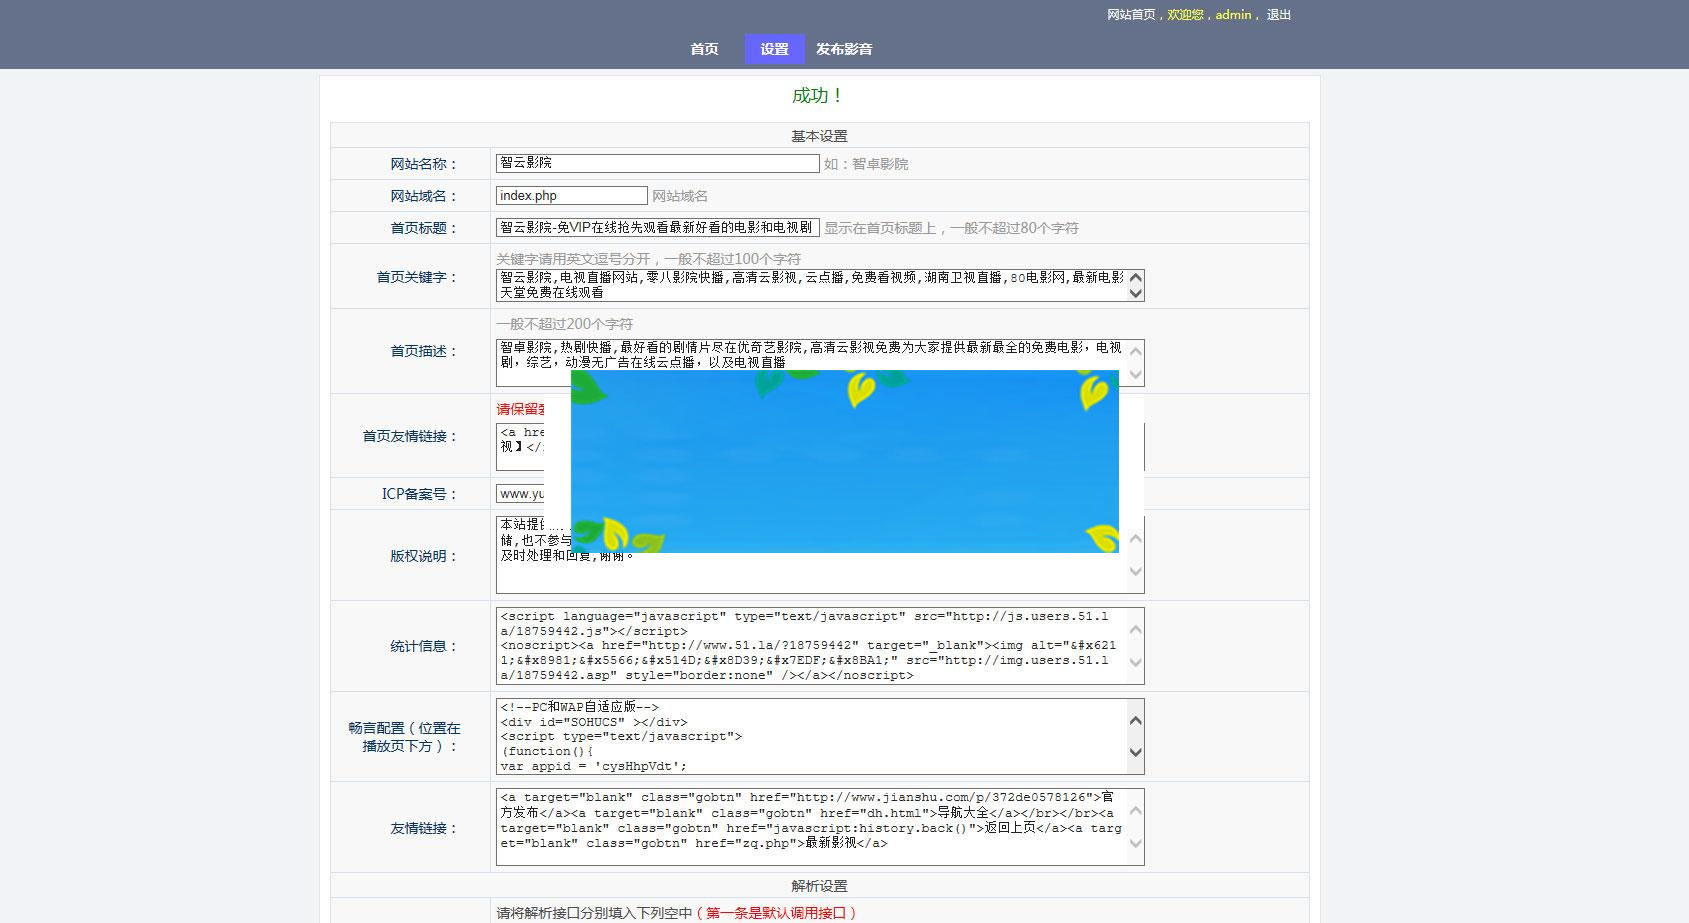 网站首页，欢迎您，admin， 退出
首页 设置 发布影音
成功！
基本设置
网站名称： 智云影院 如：智卓影院
网站域名： index.php 网站域名
首页标题： 智云影院-免VIP在线抢先观看最新好看的电影和电视剧 显示在首页标题上，一般不超过80个字符
关键字请用英文逗号分开，一般不超过100个字符
首页关键字：
智云影院,电视直播网站,零八影院快播,高清云影视,云点播,免费看视频,湖南卫视直播,80电影网,最新电影
天堂免费在线观看
一般不超过200个字符
首页描述：
智卓影院,热剧快播,最好看的剧情片尽在优奇艺影院,高清云影视免费为大家提供最新最全的免费电影，电视
剧，综艺，动漫无广告在线云点播，以及电视直播
请保留
首页友情链接：
<a hre
视】</
ICP备案号： www.yu
版权说明：
本站提
储,也不参与
及时处理和回复,谢谢。
统计信息：
<script language="javascript" type="text/javascript" src="http://js.users.51.l
a/18759442.js"></script>
<noscript><a href="http://www.51.la/?18759442" target="_blank"><img alt="&#x621
1;&#x8981;&#x5566;&#x514D;&#x8D39;&#x7EDF;&#x8BA1;" src="http://img.users.51.l
a/18759442.asp" style="border:none" /></a></noscript>
畅言配置（位置在
播放页下方）：
<!--PC和WAP自适应版-->
<div id="SOHUCS" ></div>
<script type="text/javascript">
(function(){
var appid = 'cysHhpVdt';
友情链接：
<a target="blank" class="gobtn" href="http://www.jianshu.com/p/372de0578126">官
方发布</a><a target="blank" class="gobtn" href="dh.html">导航大全</a></br></br><a
target="blank" class="gobtn" href="javascript:history.back()">返回上页</a><a targ
et="blank" class="gobtn" href="zq.php">最新影视</a>
解析设置
请将解析接口分别填入下列空中（第一条是默认调用接口）